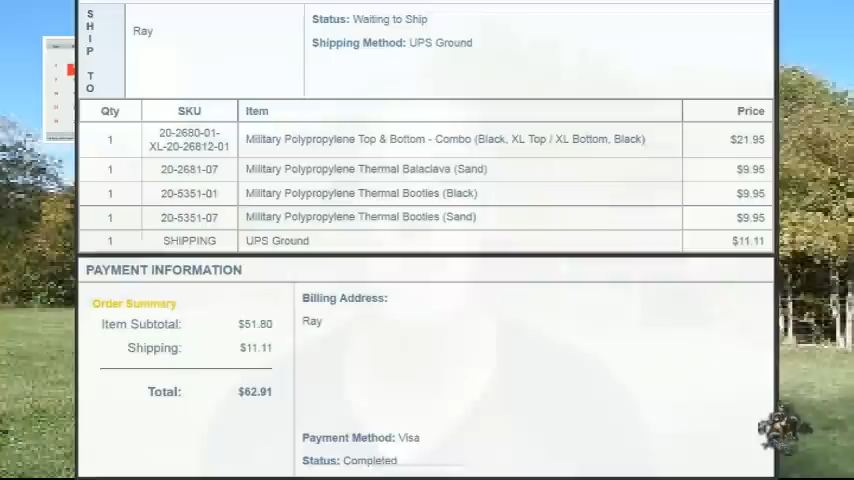 SHIP TO
Ray
Status: Waiting to Ship
Shipping Method: UPS Ground
Qty SKU Item Price
1 20-2680-01-XL-20-26812-01 Military Polypropylene Top & Bottom - Combo (Black, XL Top / XL Bottom, Black) $21.95
1 20-2681-07 Military Polypropylene Thermal Balaclava (Sand) $9.95
1 20-5351-01 Military Polypropylene Thermal Booties (Black) $9.95
1 20-5351-07 Military Polypropylene Thermal Booties (Sand) $9.95
1 SHIPPING UPS Ground $11.11
PAYMENT INFORMATION
Order Summary
Item Subtotal: $51.80
Shipping: $11.11
Total: $62.91
Billing Address:
Ray
Payment Method: Visa
Status: Completed